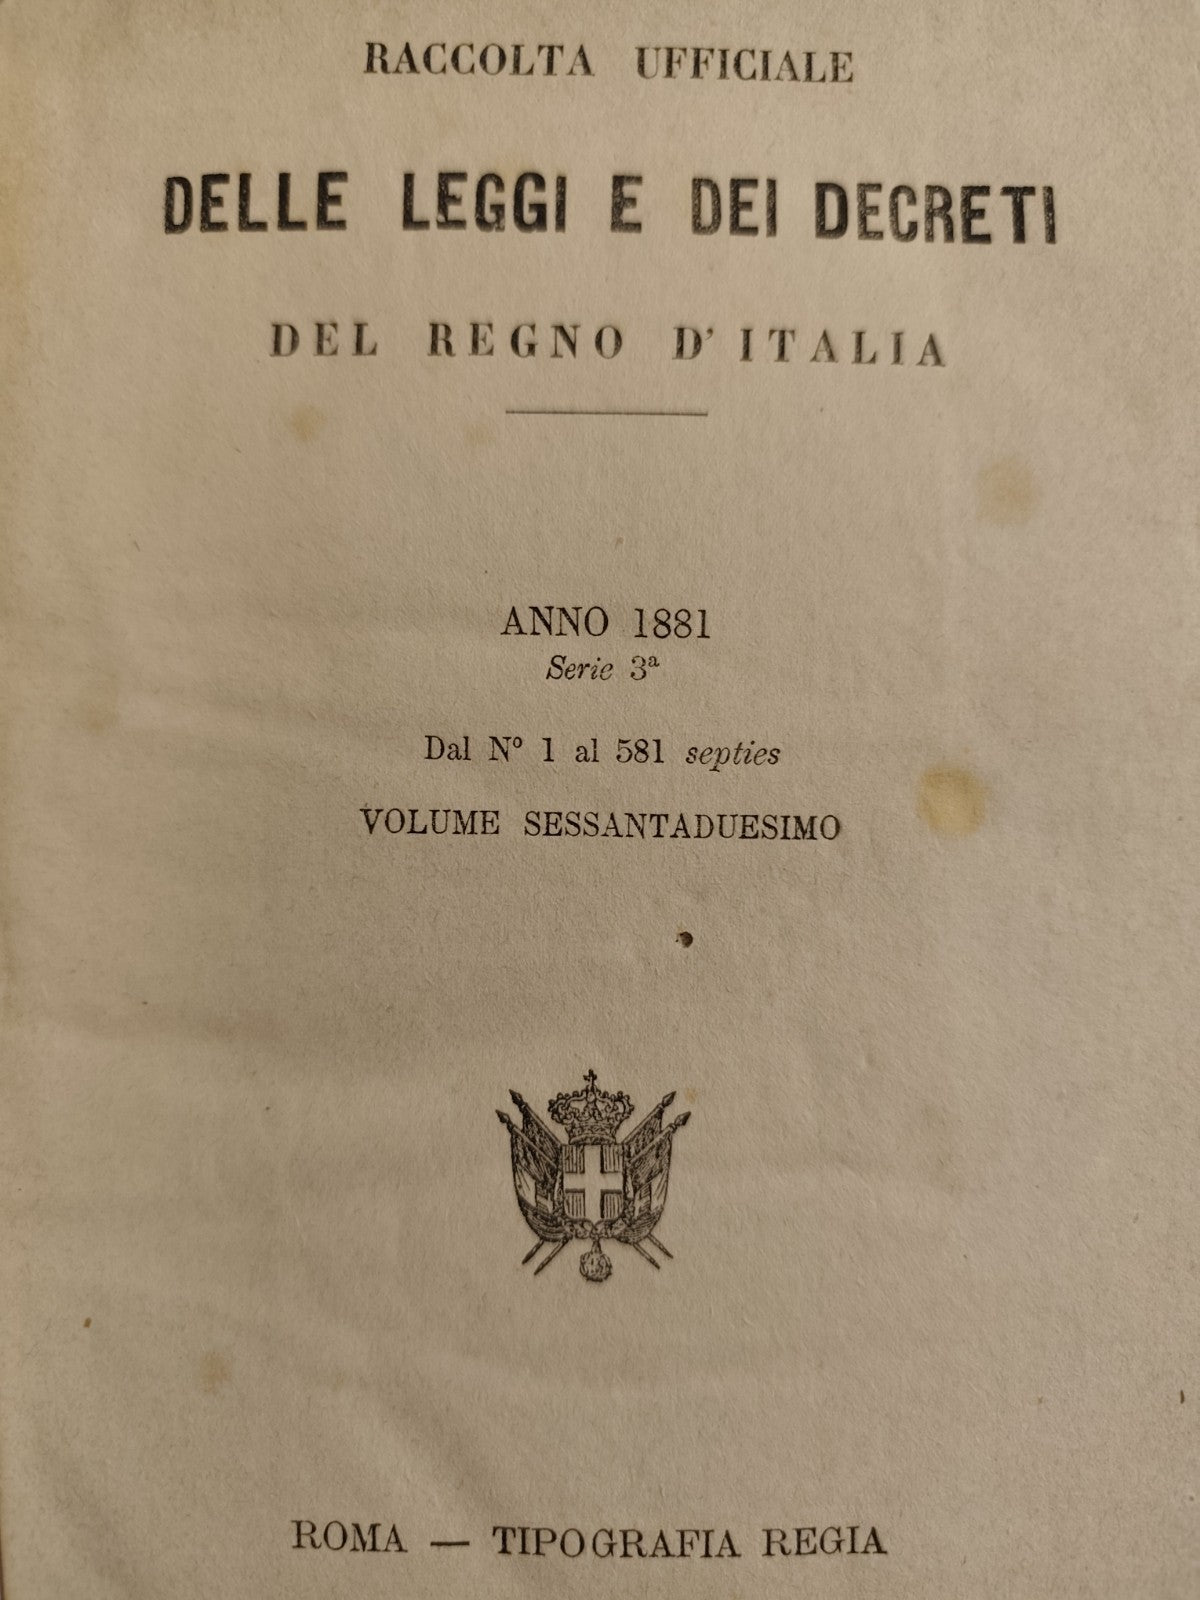 RACCOLTA UFFICIALE
DELLE LEGGI E DEI DECRETI
DEL REGNO D'ITALIA
ANNO 1881
Serie 3ª
Dal Nº 1 al 581 septies
VOLUME SESSANTADUESIMO
ROMA — TIPOGRAFIA REGIA